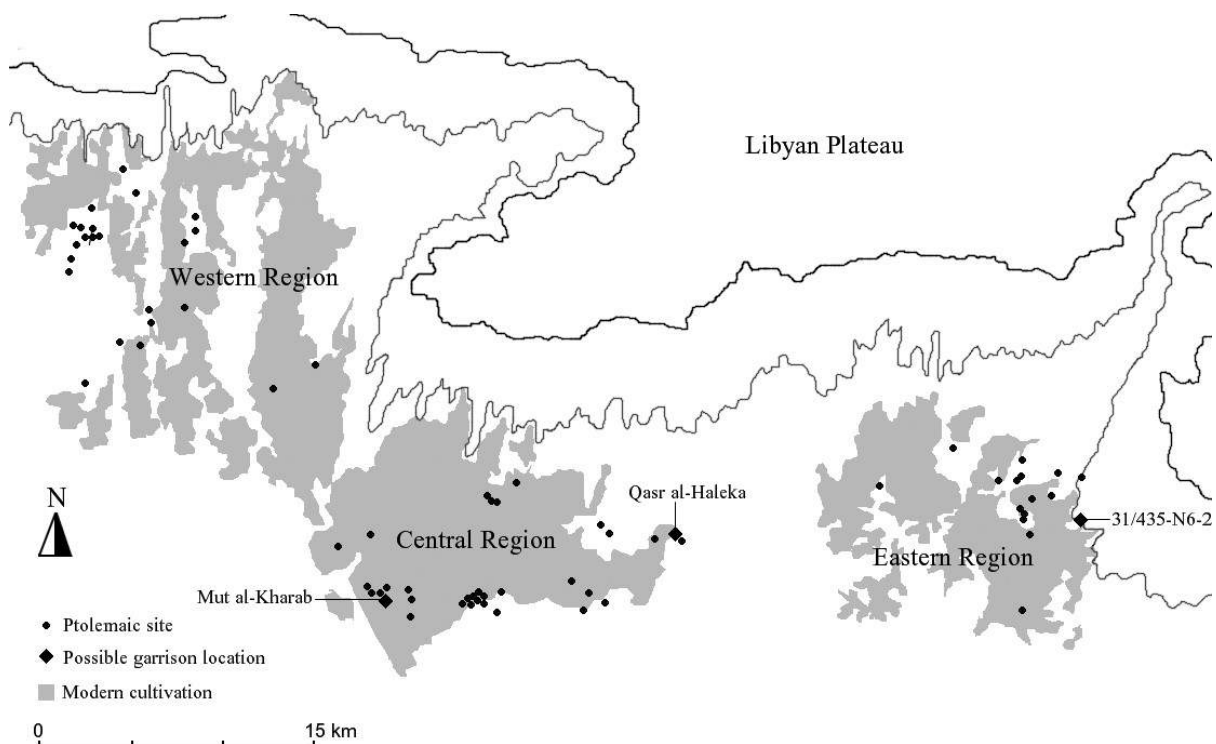 Libyan Plateau
Western Region
N
Qasr al-Haleka
31/435-N6-2
Central Region
Eastern Region
Mut al-Kharab
Ptolemaic site
Possible garrison location
Modern cultivation
0 15 km